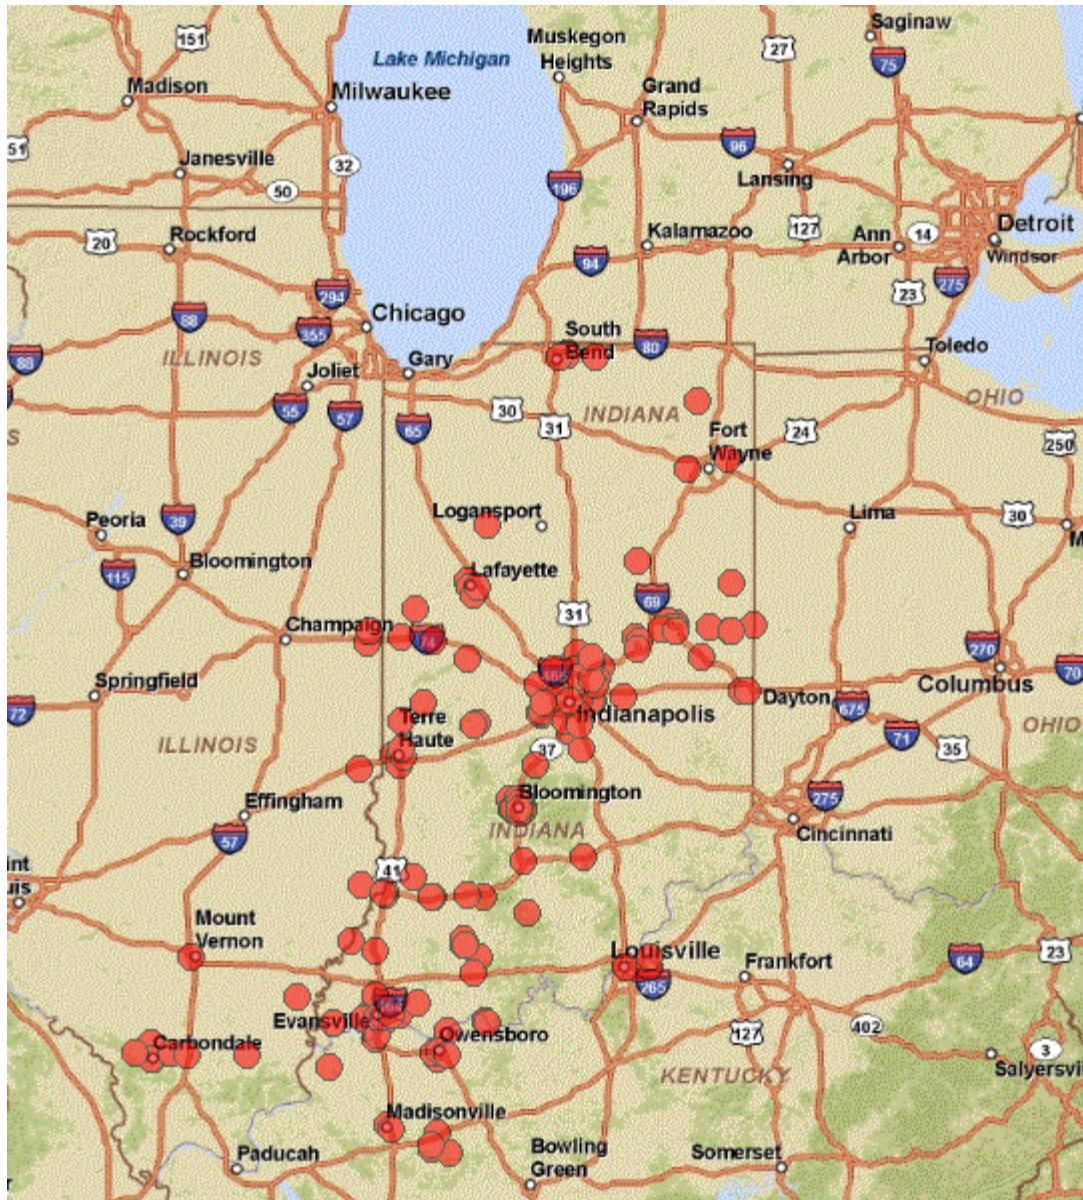 Saginaw
151
Muskegon
Heights
27
75
Lake Michigan
Madison
Milwaukee
Grand
Rapids
51
96
Janesville
32
Lansing
50
196
20
Rockford
Kalamazoo
127
Ann
Arbor
14
Detroit
Windsor
94
294
23
275
88
355
Chicago
South
Bend
80
ILLINOIS
88
Gary
Toledo
Joliet
55
57
65
30
31
INDIANA
OHIO
S
Fort
Wayne
24
250
Peoria
39
Logansport
Lima
30
M
115
Bloomington
Lafayette
69
31
Champaign
74
270
Springfield
Columbus
70
72
465
Dayton
675
Indianapolis
Terre
Haute
ILLINOIS
37
71
35
OHIO
Effingham
Bloomington
275
57
INDIANA
Cincinnati
int
uis
41
Mount
Vernon
Louisville
Frankfort
64
23
265
Evansville
Owensboro
127
402
Carbondale
3
Salyersvi
KENTUCKY
Madisonville
Paducah
Bowling
Green
Somerset